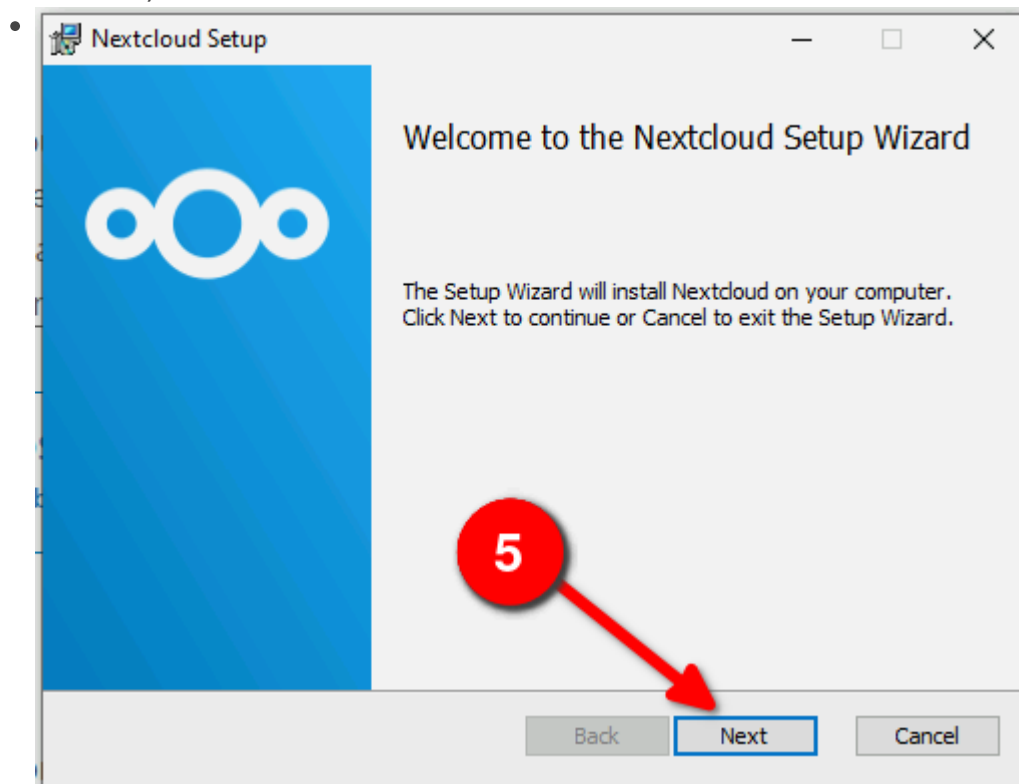 Nextcloud Setup
Welcome to the Nextcloud Setup Wizard
The Setup Wizard will install Nextcloud on your computer.
Click Next to continue or Cancel to exit the Setup Wizard.
5
Back Next Cancel